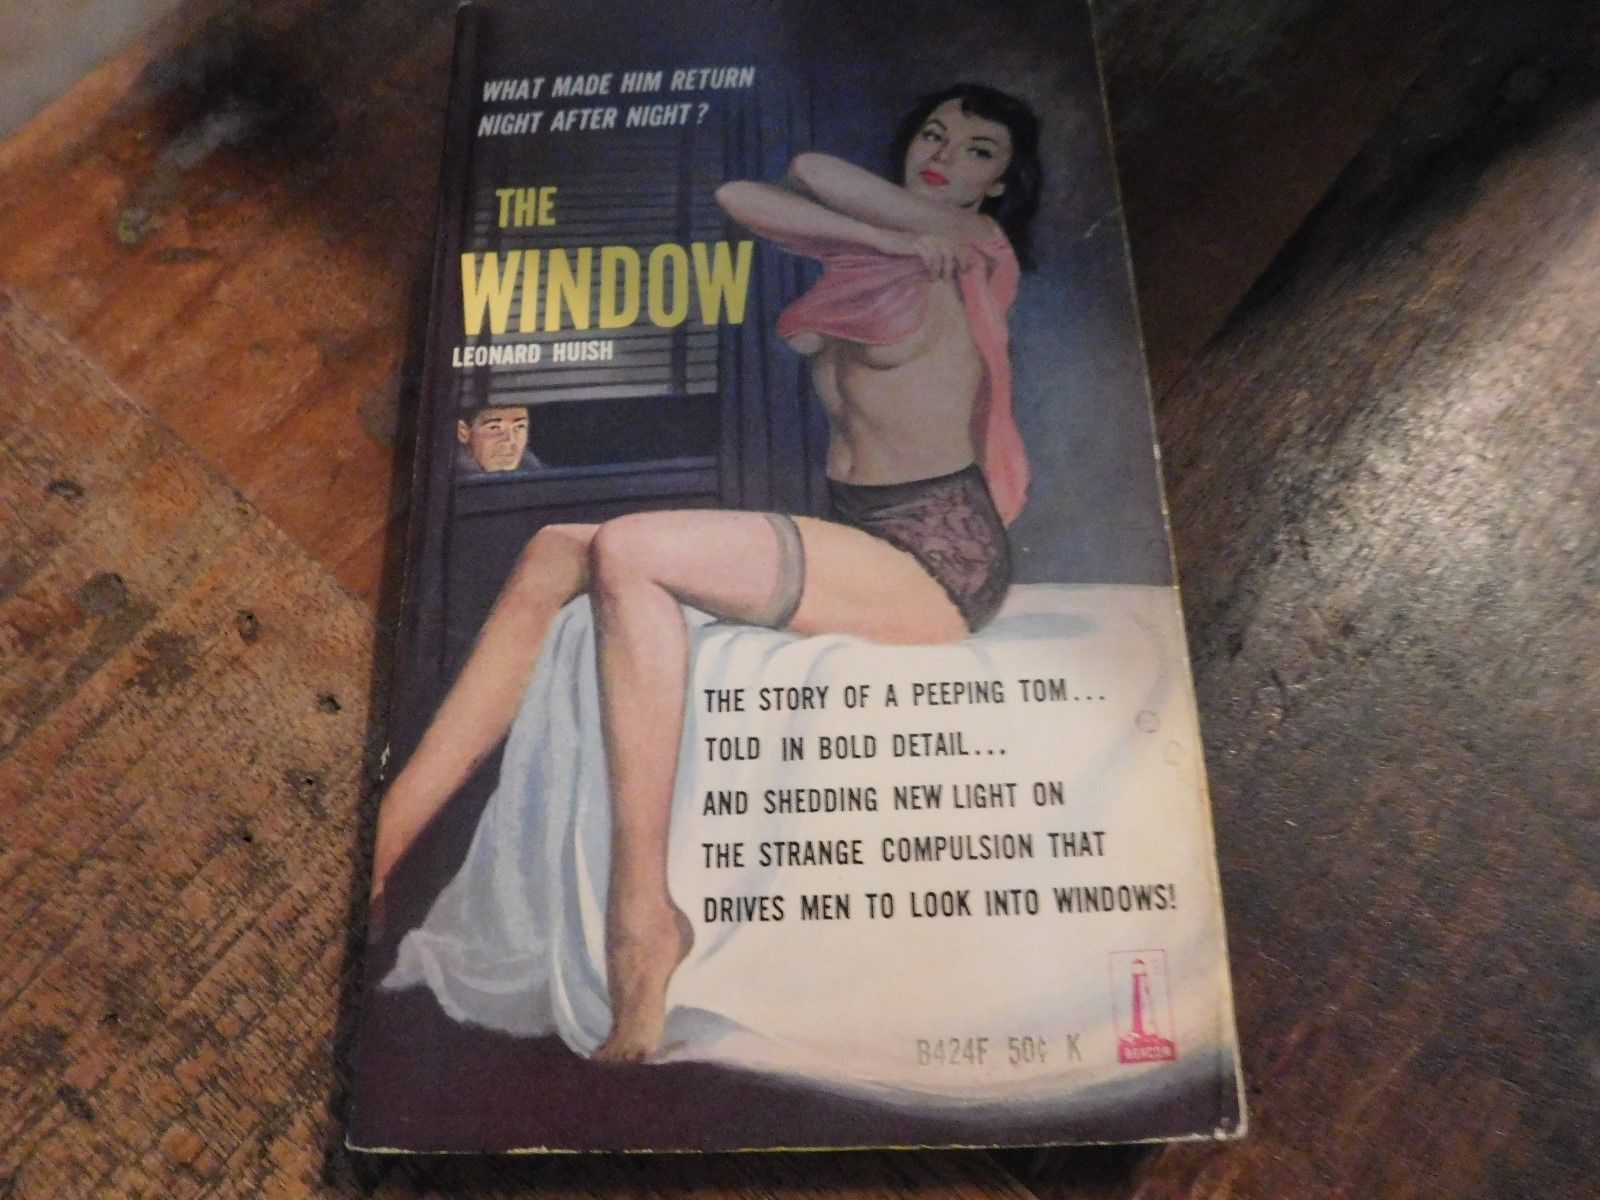 WHAT MADE HIM RETURN
NIGHT AFTER NIGHT?
THE
WINDOW
LEONARD HUISH
THE STORY OF A PEEPING TOM...
TOLD IN BOLD DETAIL...
AND SHEDDING NEW LIGHT ON
THE STRANGE COMPULSION THAT
DRIVES MEN TO LOOK INTO WINDOWS!
BEACON
B424F 50¢ K